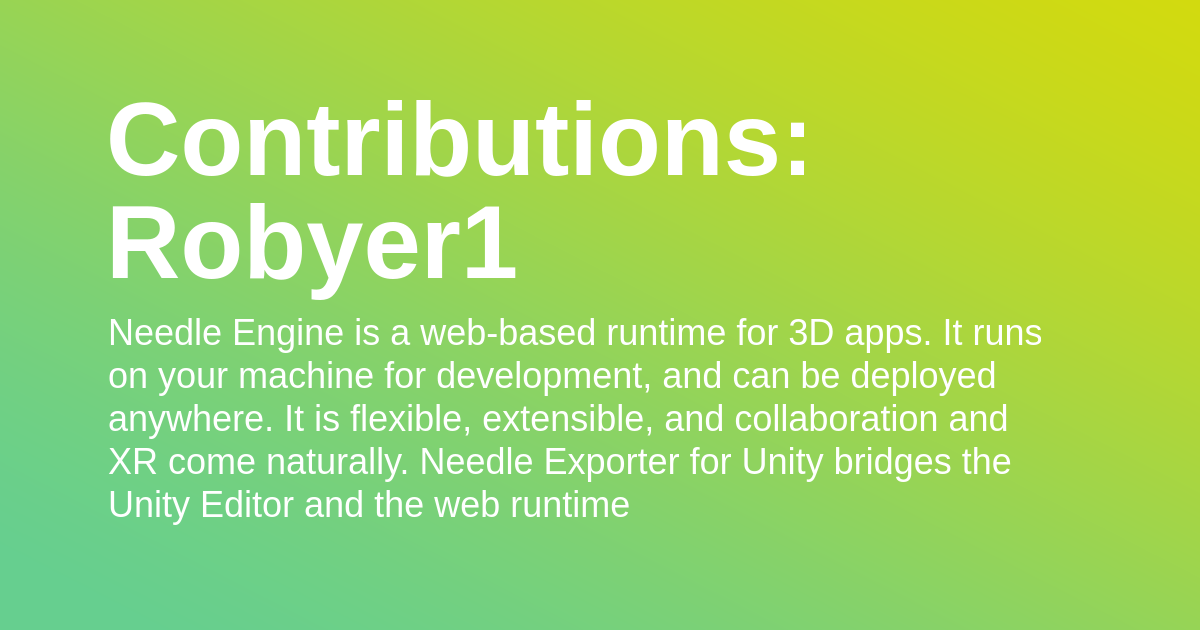 Contributions:
Robyer1
Needle Engine is a web-based runtime for 3D apps. It runs
on your machine for development, and can be deployed
anywhere. It is flexible, extensible, and collaboration and
XR come naturally. Needle Exporter for Unity bridges the
Unity Editor and the web runtime